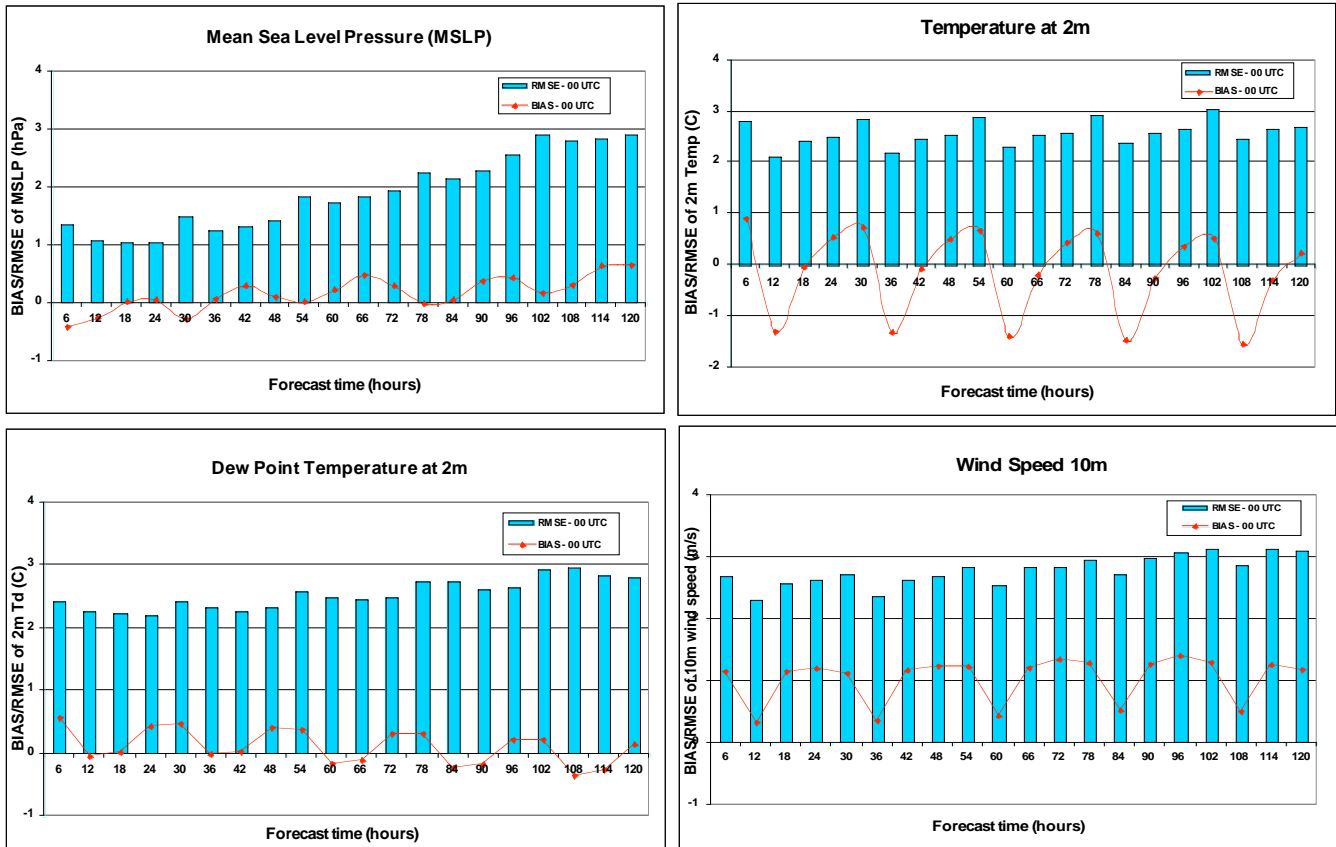 Mean Sea Level Pressure (MSLP)
BIAS/RMSE of MSLP (hPa)
4
3
2
1
0
-1
RMSE - 00 UTC
BIAS - 00 UTC
6 12 18 24 30 36 42 48 54 60 66 72 78 84 90 96 102 108 114 120
Forecast time (hours)
Temperature at 2m
BIAS/RMSE of 2m Temp (C)
4
3
2
1
0
-1
-2
RMSE - 00 UTC
BIAS - 00 UTC
6 12 18 24 30 36 42 48 54 60 66 72 78 84 90 96 102 108 114 120
Forecast time (hours)
Dew Point Temperature at 2m
BIAS/RMSE of 2m Td (C)
4
3
2
1
0
-1
RMSE - 00 UTC
BIAS - 00 UTC
6 12 18 24 30 36 42 48 54 60 66 72 78 84 90 96 102 108 114 120
Forecast time (hours)
Wind Speed 10m
BIAS/RMSE of 10m wind speed (m/s)
4
3
2
1
0
-1
RMSE - 00 UTC
BIAS - 00 UTC
6 12 18 24 30 36 42 48 54 60 66 72 78 84 90 96 102 108 114 120
Forecast time (hours)